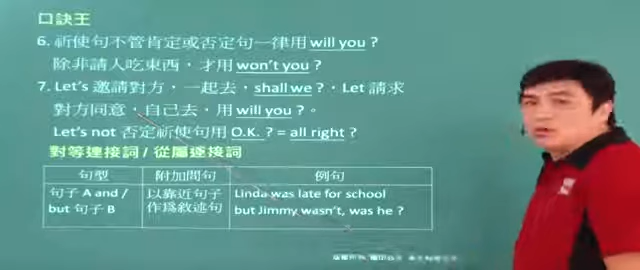 口訣王
6. 祈使句不管肯定或否定句一律用 will you?
除非請人吃東西,才用 won't you?
7. Let's 邀請對方,一起去,shall we?,Let 請求
對方同意,自己去,用 will you?。
Let's not 否定祈使句用 O.K.? = all right?
對等連接詞/從屬連接詞
句型 附加問句 例句
句子 A and / 以靠近句子 Linda was late for school
but 句子 B 作為敘述句 but Jimmy wasn't, was he?